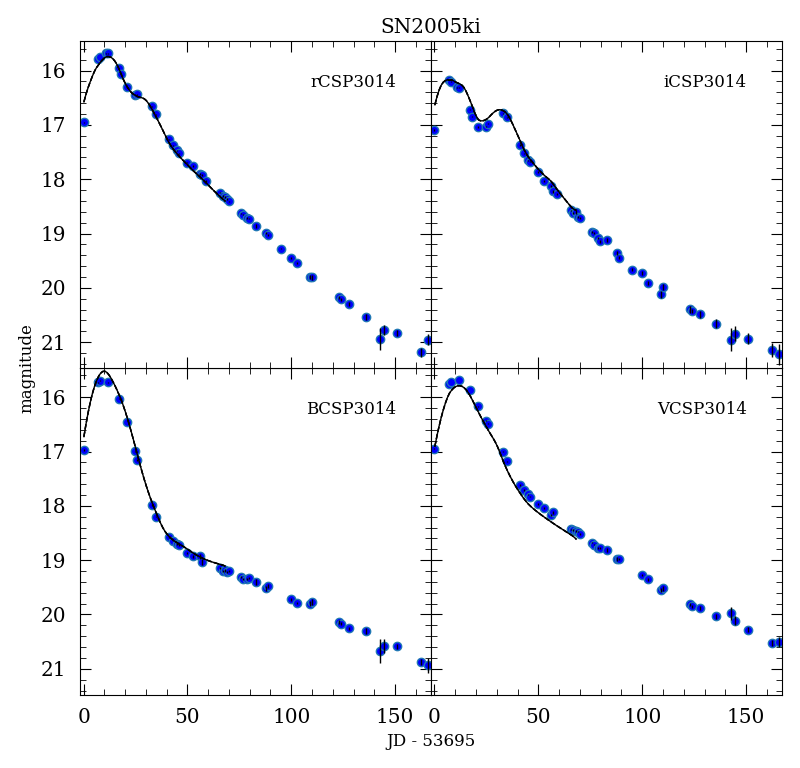 SN2005ki
16 17 18 19 20 21
rCSP3014
iCSP3014
magnitude
16 17 18 19 20 21
BCSP3014
VCSP3014
0 50 100 150 0 50 100 150
JD - 53695